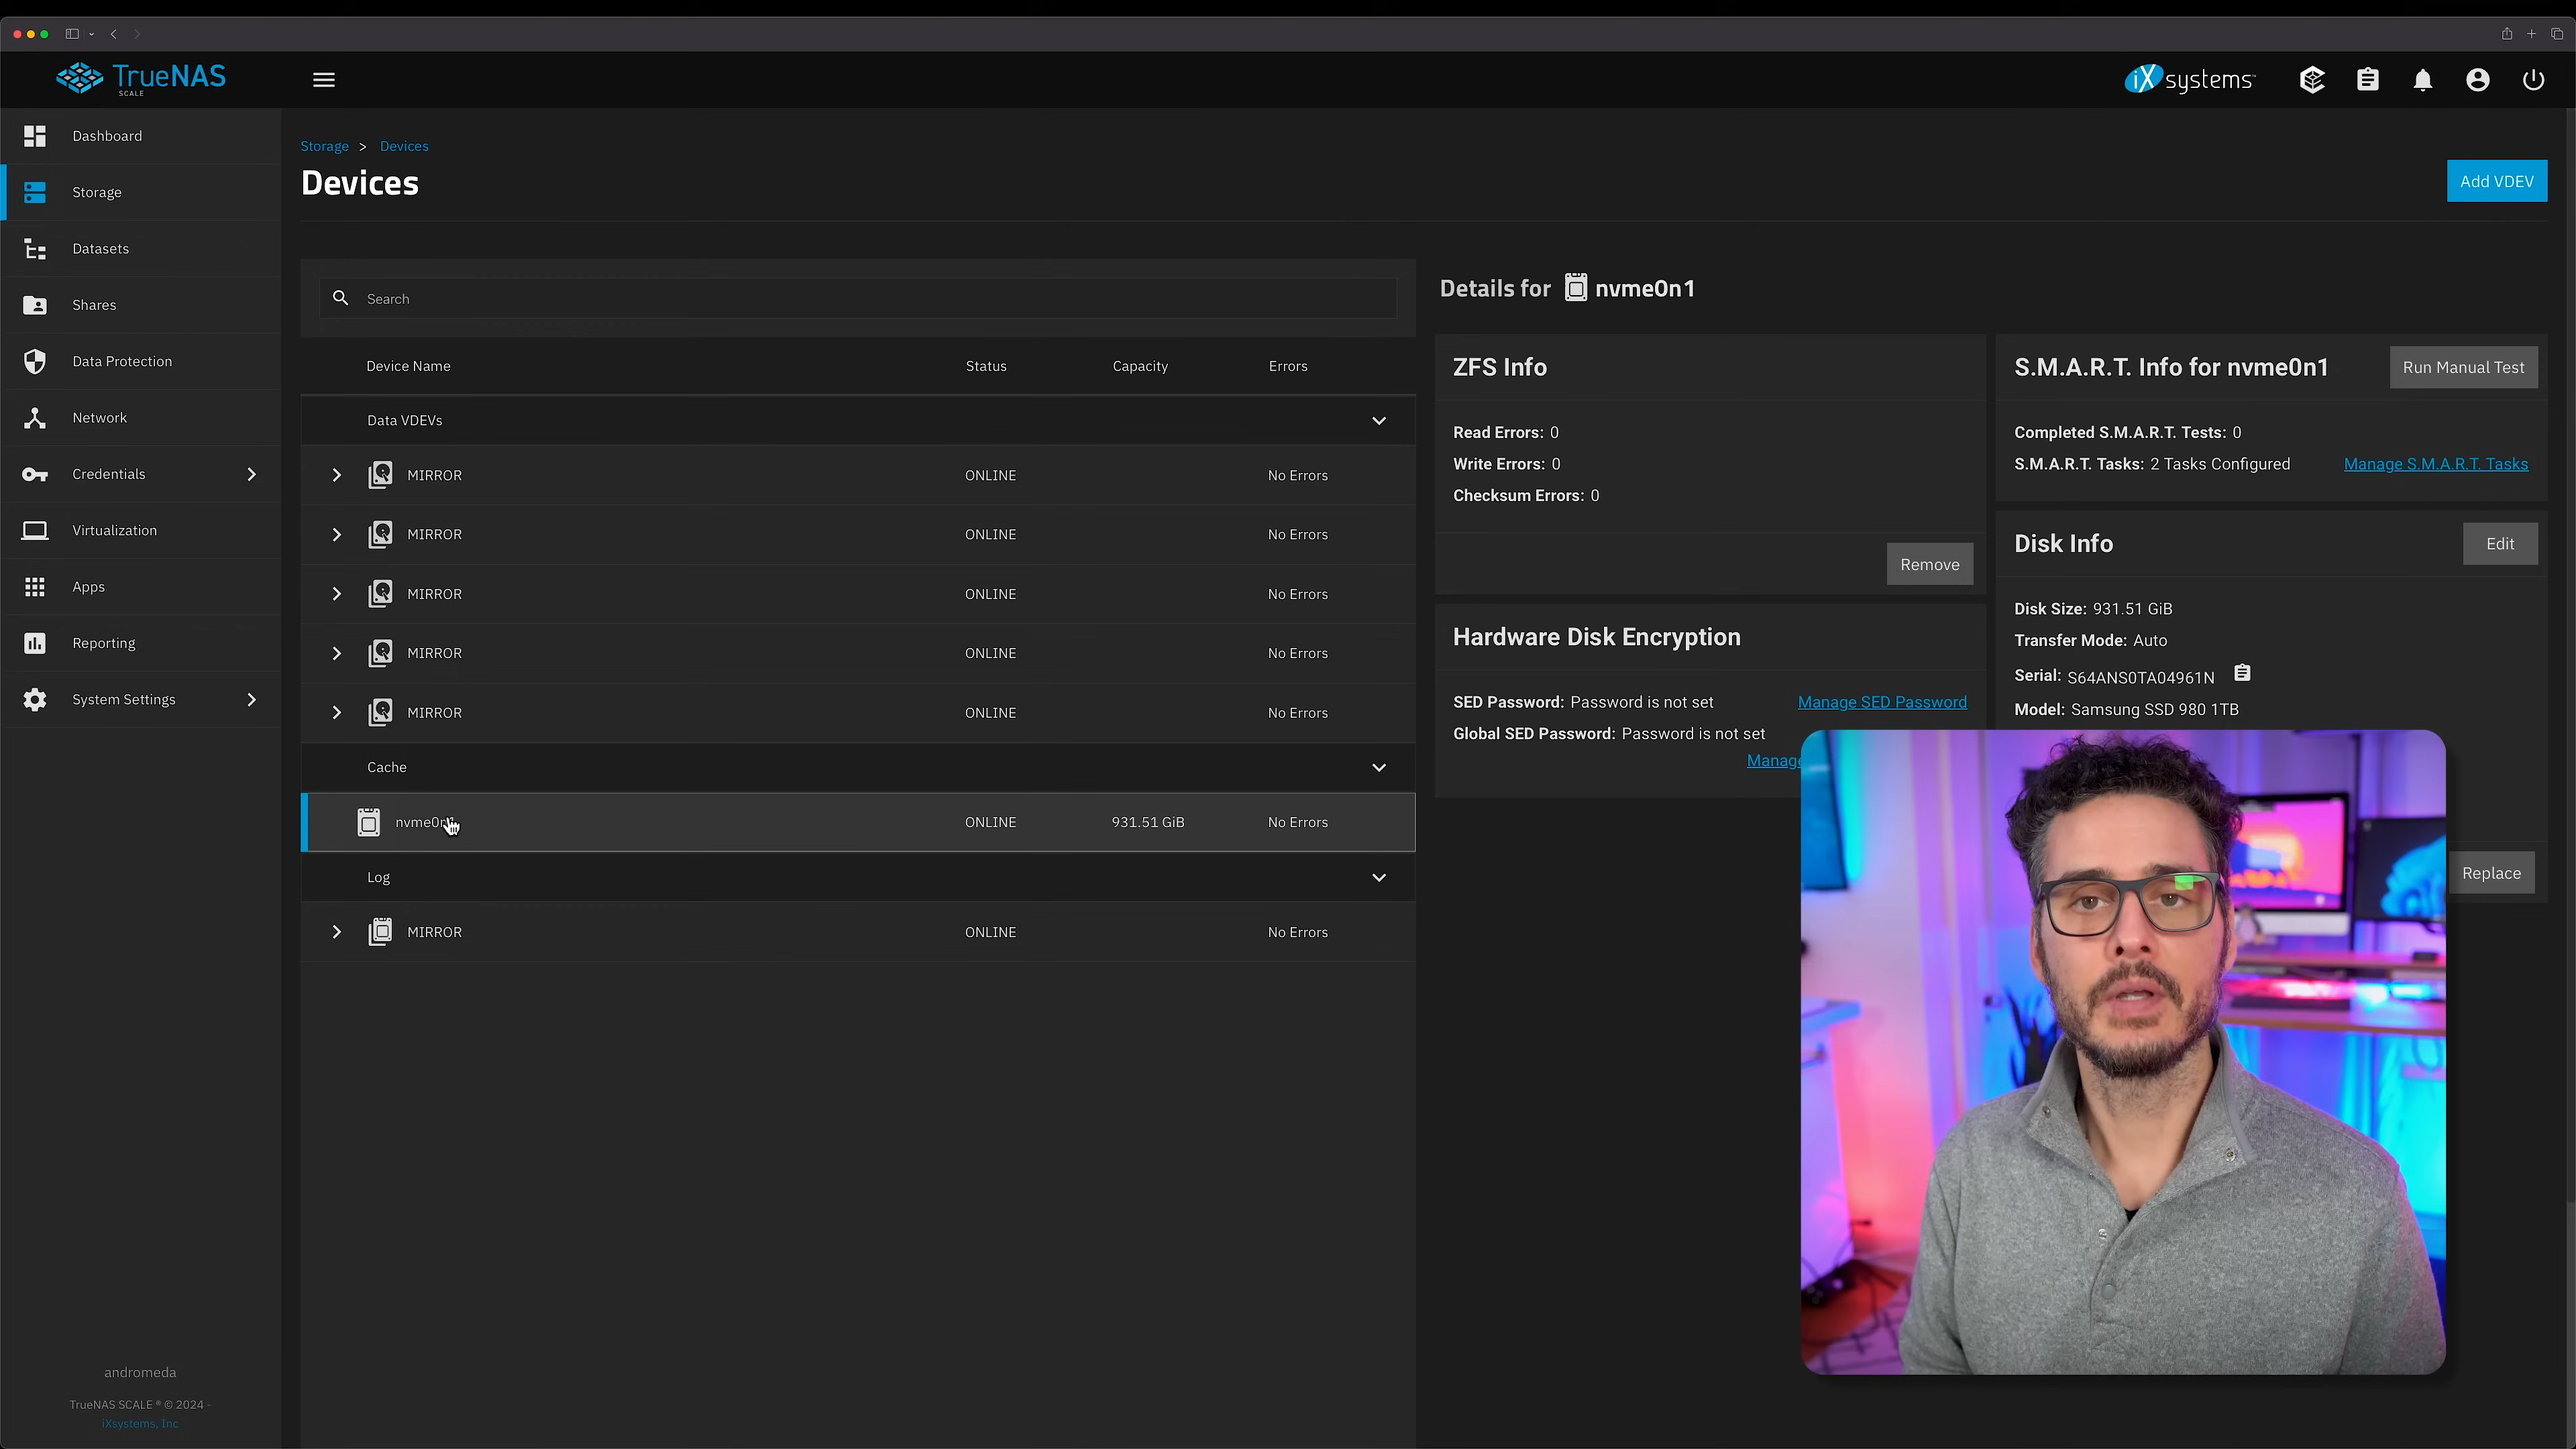 TrueNAS
SCALE
iXsystems™
Dashboard
Storage
Datasets
Shares
Data Protection
Network
Credentials
Virtualization
Apps
Reporting
System Settings
andromeda
TrueNAS SCALE ® © 2024 -
iXsystems, Inc
Storage > Devices
Devices
Add VDEV
Search
Device Name Status Capacity Errors
Data VDEVs
MIRROR ONLINE No Errors
MIRROR ONLINE No Errors
MIRROR ONLINE No Errors
MIRROR ONLINE No Errors
MIRROR ONLINE No Errors
Cache
nvme0n1 ONLINE 931.51 GiB No Errors
Log
MIRROR ONLINE No Errors
Details for nvme0n1
ZFS Info
Read Errors: 0
Write Errors: 0
Checksum Errors: 0
Remove
Hardware Disk Encryption
SED Password: Password is not set Manage SED Password
Global SED Password: Password is not set
Manage
S.M.A.R.T. Info for nvme0n1 Run Manual Test
Completed S.M.A.R.T. Tests: 0
S.M.A.R.T. Tasks: 2 Tasks Configured Manage S.M.A.R.T. Tasks
Disk Info Edit
Disk Size: 931.51 GiB
Transfer Mode: Auto
Serial: S64ANS0TA04961N
Model: Samsung SSD 980 1TB
Replace